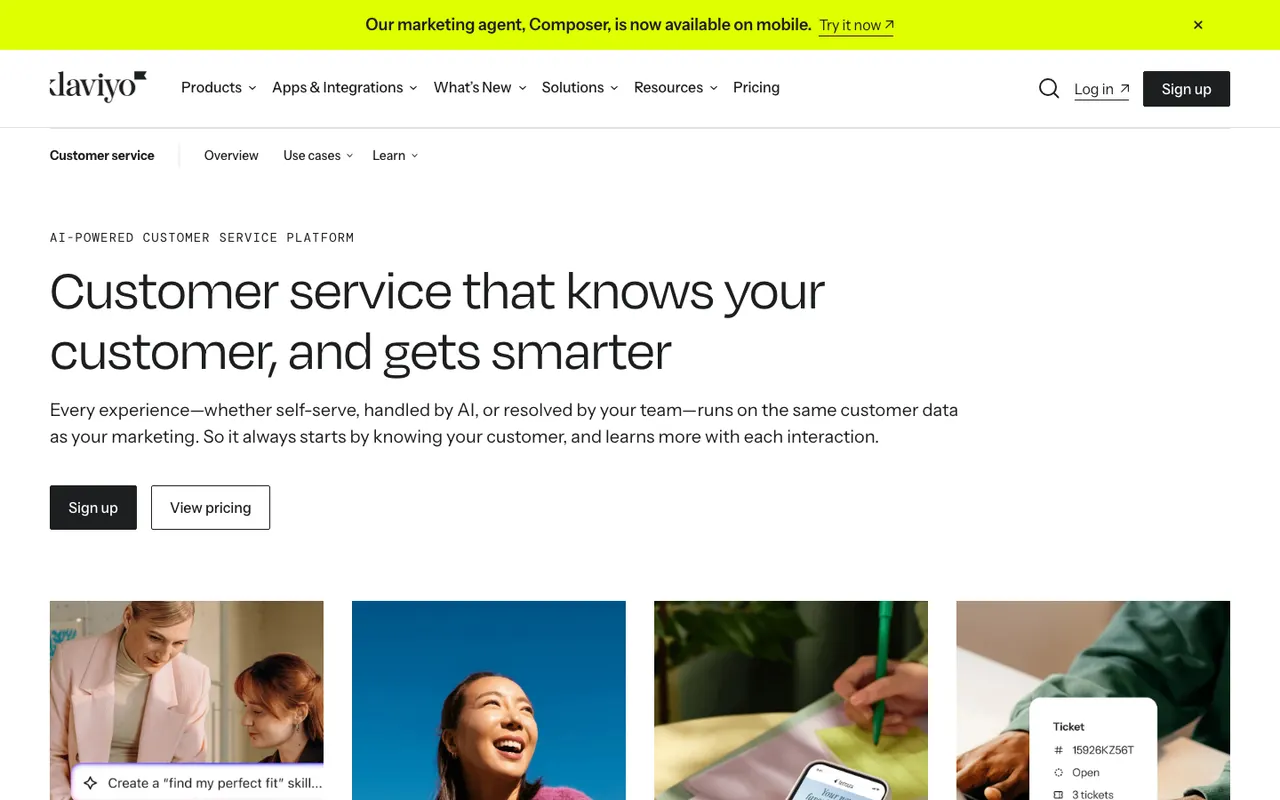 Our marketing agent, Composer, is now available on mobile. Try it now
klaviyo
Products
Apps & Integrations
What's New
Solutions
Resources
Pricing
Log in
Sign up
Customer service
Overview
Use cases
Learn
AI-POWERED CUSTOMER SERVICE PLATFORM
Customer service that knows your
customer, and gets smarter
Every experience—whether self-serve, handled by AI, or resolved by your team—runs on the same customer data
as your marketing. So it always starts by knowing your customer, and learns more with each interaction.
Sign up
View pricing
Create a “find my perfect fit” skill...
Ticket
# 15926KZ56T
Open
3 tickets